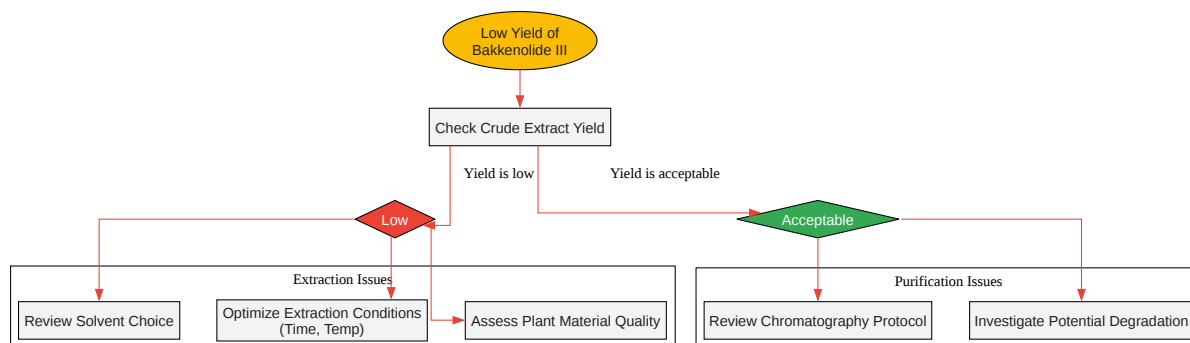 Low Yield of
Bakkenolide III
Check Crude Extract Yield
Yield is low
Yield is acceptable
Low
Acceptable
Extraction Issues
Purification Issues
Review Solvent Choice
Optimize Extraction Conditions
(Time, Temp)
Assess Plant Material Quality
Review Chromatography Protocol
Investigate Potential Degradation